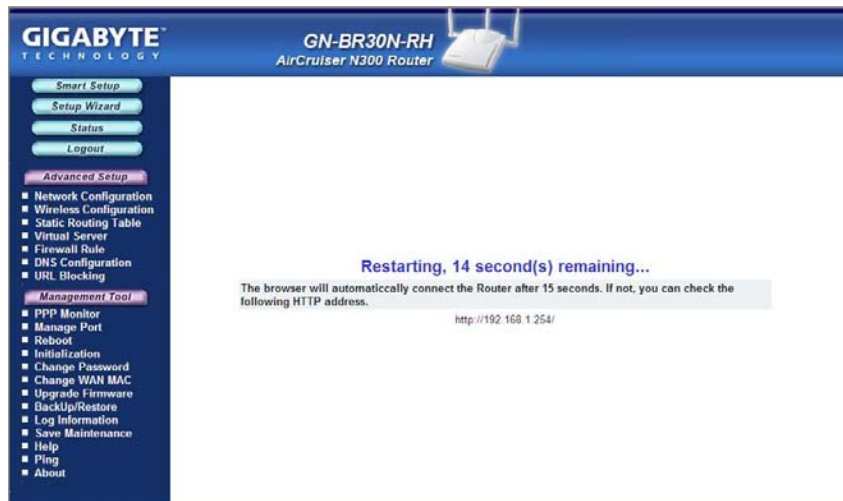 GIGABYTE™
TECHNOLOGY
GN-BR30N-RH
AirCruiser N300 Router
Smart Setup
Setup Wizard
Status
Logout
Advanced Setup
Network Configuration
Wireless Configuration
Static Routing Table
Virtual Server
Firewall Rule
DNS Configuration
URL Blocking
Management Tool
PPP Monitor
Manage Port
Reboot
Initialization
Change Password
Change WAN MAC
Upgrade Firmware
BackUp/Restore
Log Information
Save Maintenance
Help
Ping
About
Restarting, 14 second(s) remaining...
The browser will automaticcally connect the Router after 15 seconds. If not, you can check the
following HTTP address.
http://192.168.1.254/